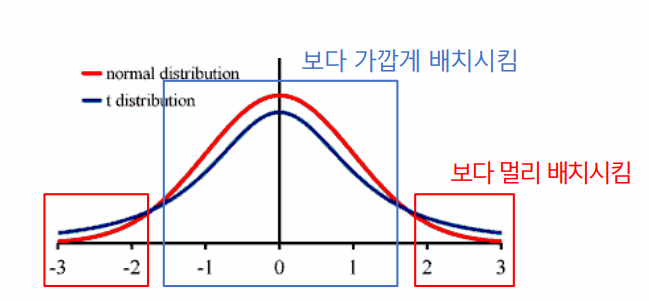 보다 가깝게 배치시킴
normal distribution
t distribution
보다 멀리 배치시킴
-3 -2 -1 0 1 2 3